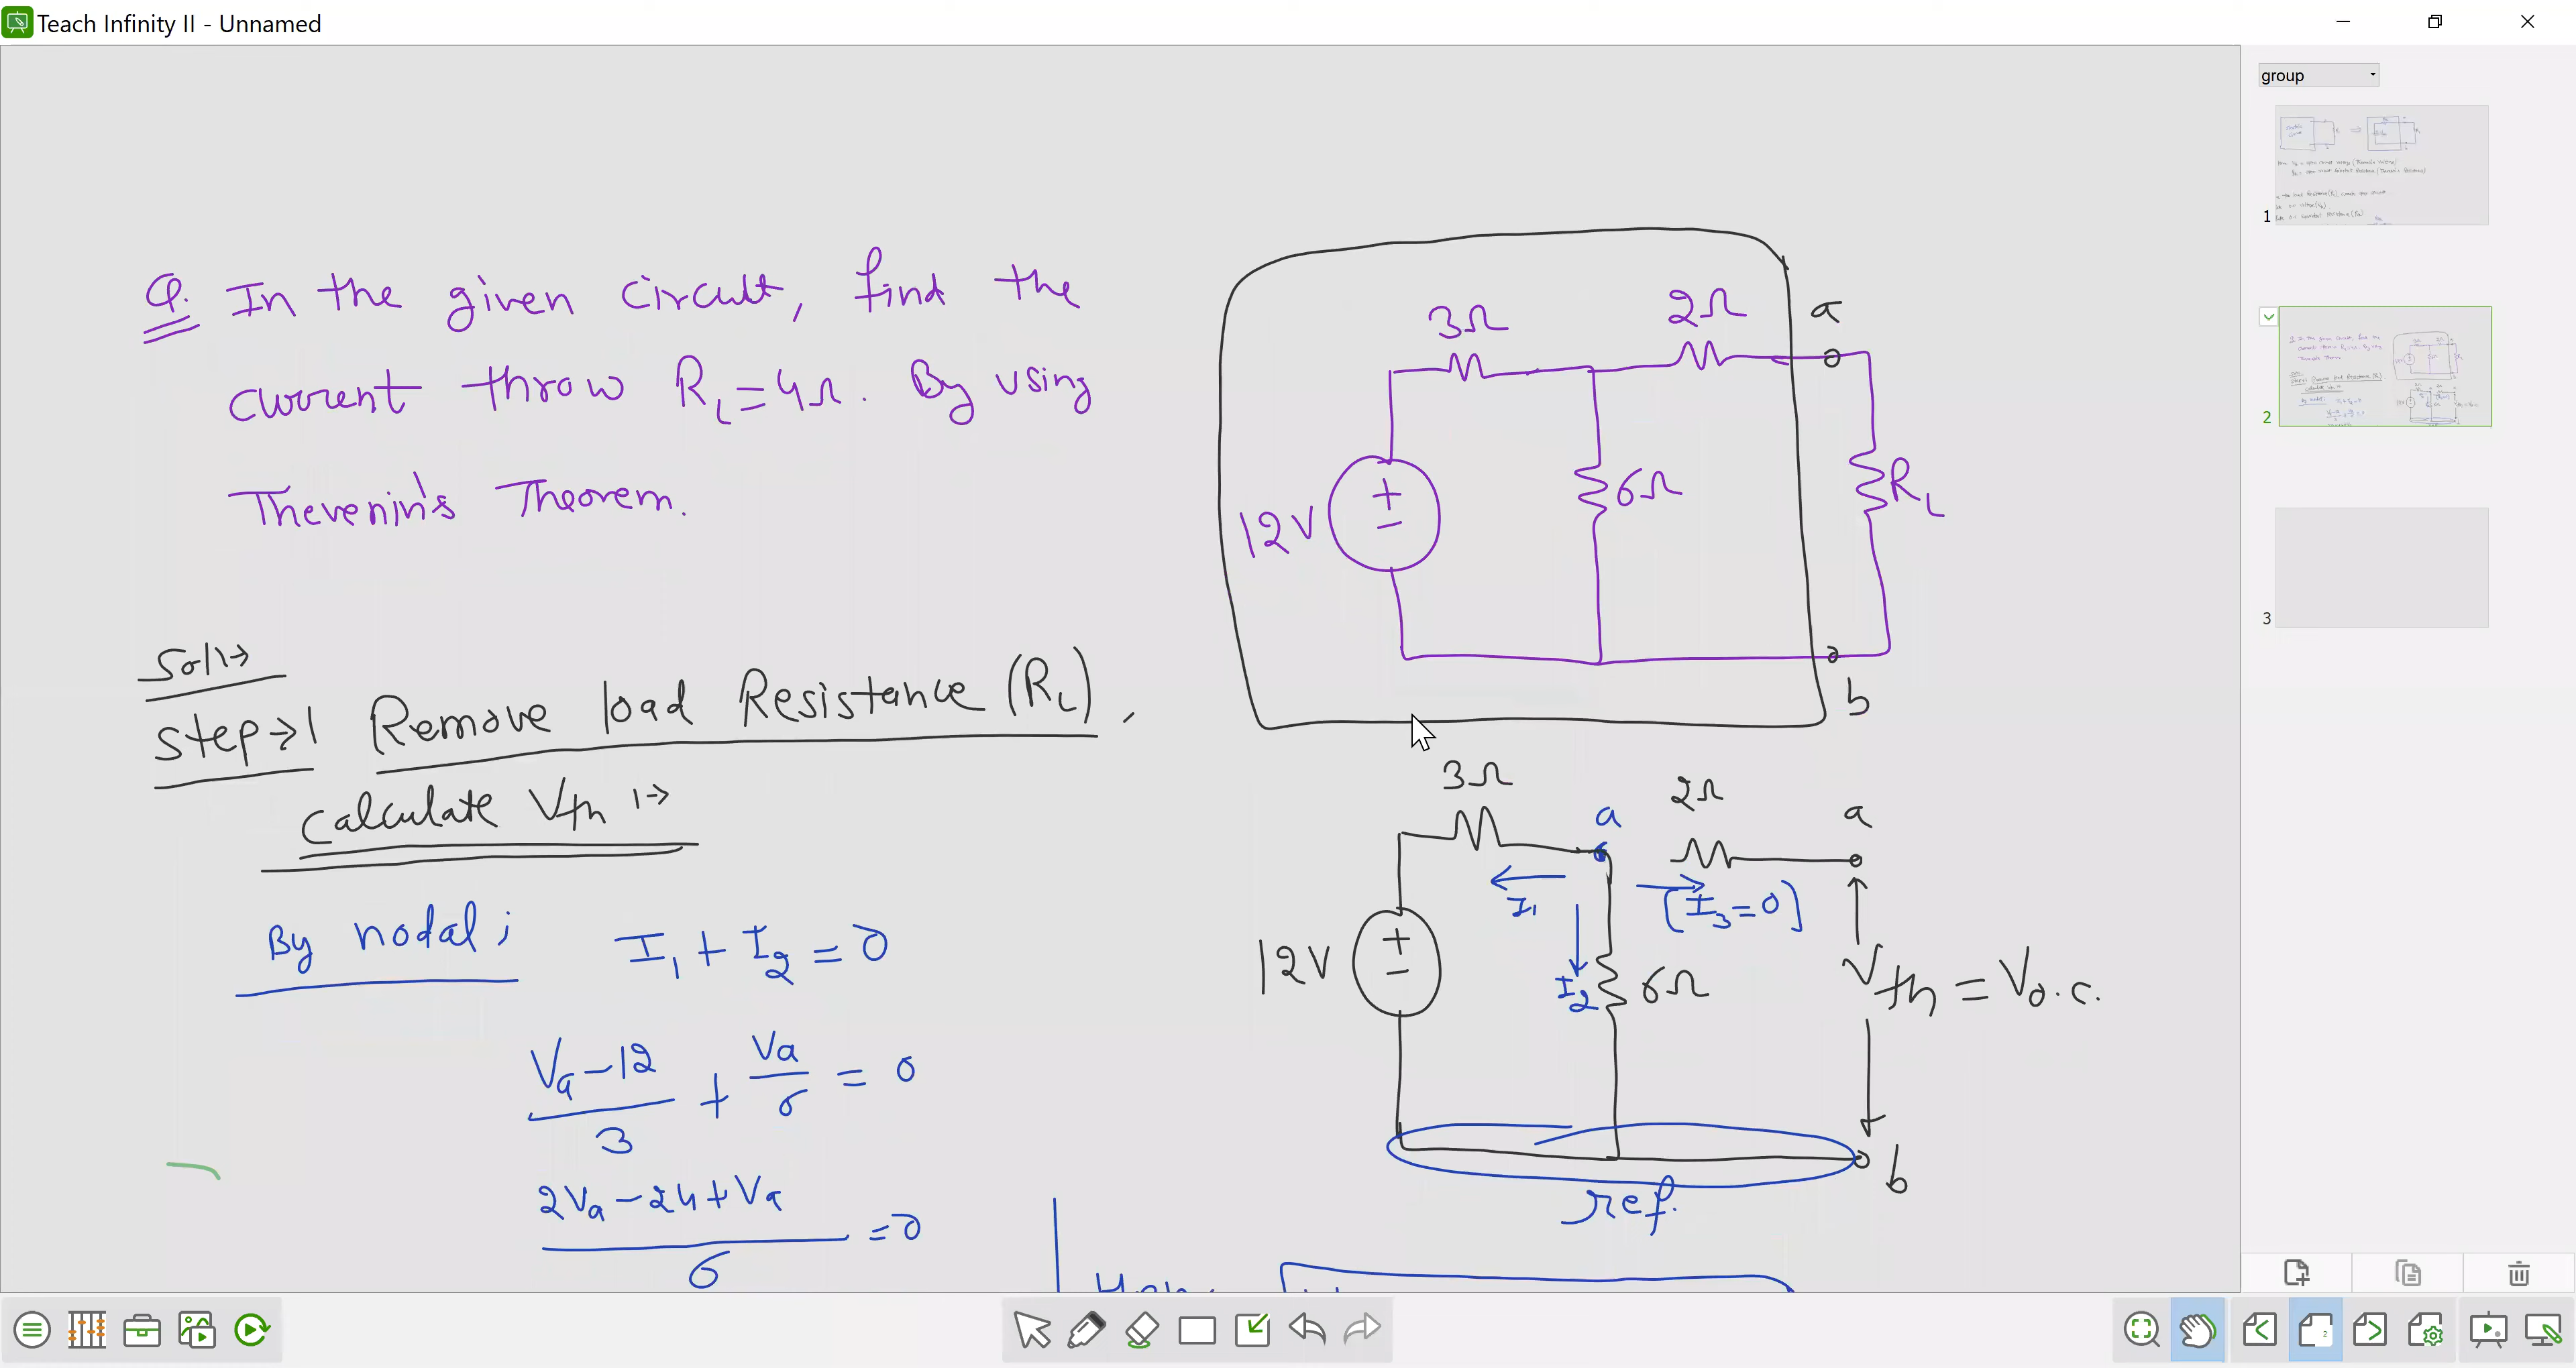 Teach Infinity II - Unnamed
group
1
2
3
Q. In the given circuit, find the
current throw R_L = 4Ω. By using
Thevenin's Theorem.
3Ω
2Ω
a
12V
+
−
6Ω
R_L
b
Sol :→
Step→1 Remove load Resistance (R_L).
Calculate Vth :→
By nodal ; I₁ + I₂ = 0
Va − 12 / 3 + Va / 6 = 0
2Va − 24 + Va / 6 = 0
3Ω
2Ω
a
a
I₁
[I₃ = 0]
12V
+
−
I₂
6Ω
Vth = Vo.c.
b
ref.
2